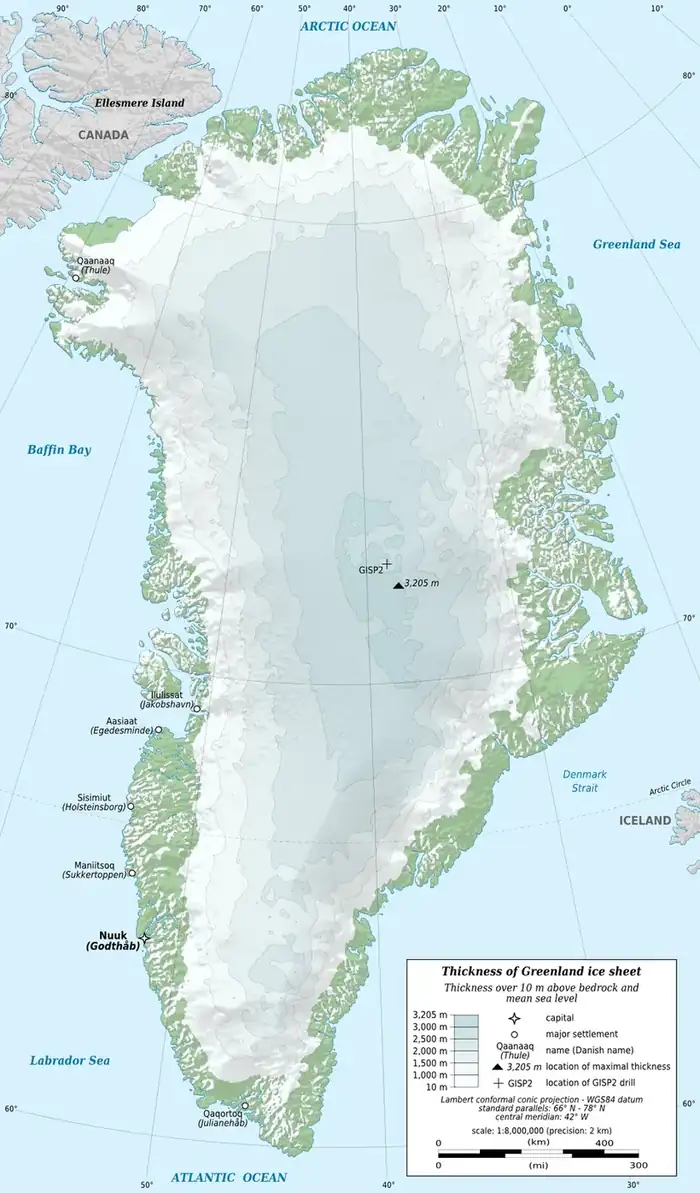 90°
80°
70°
60°
50°
40°
30°
20°
10°
0°
10°
ARCTIC OCEAN
80°
80°
Ellesmere Island
CANADA
Greenland Sea
Qaanaaq
(Thule)
Baffin Bay
GISP2
3,205 m
70°
70°
Ilulissat
(Jakobshavn)
Aasiaat
(Egedesminde)
Denmark
Strait
Arctic Circle
Sisimiut
(Holsteinsborg)
ICELAND
Maniitsoq
(Sukkertoppen)
Nuuk
(Godthåb)
Labrador Sea
60°
60°
Qaqortoq
(Julianehåb)
50°
ATLANTIC OCEAN
40°
30°
Thickness of Greenland ice sheet
Thickness over 10 m above bedrock and
mean sea level
3,205 m
3,000 m
2,500 m
2,000 m
1,500 m
1,000 m
10 m
capital
major settlement
Qaanaaq
(Thule)
name (Danish name)
3,205 m
location of maximal thickness
GISP2
location of GISP2 drill
Lambert conformal conic projection - WGS84 datum
standard parallels: 66° N - 78° N
central meridian: 42° W
scale: 1:8,000,000 (precision: 2 km)
0 (km) 400
0 (mi) 300